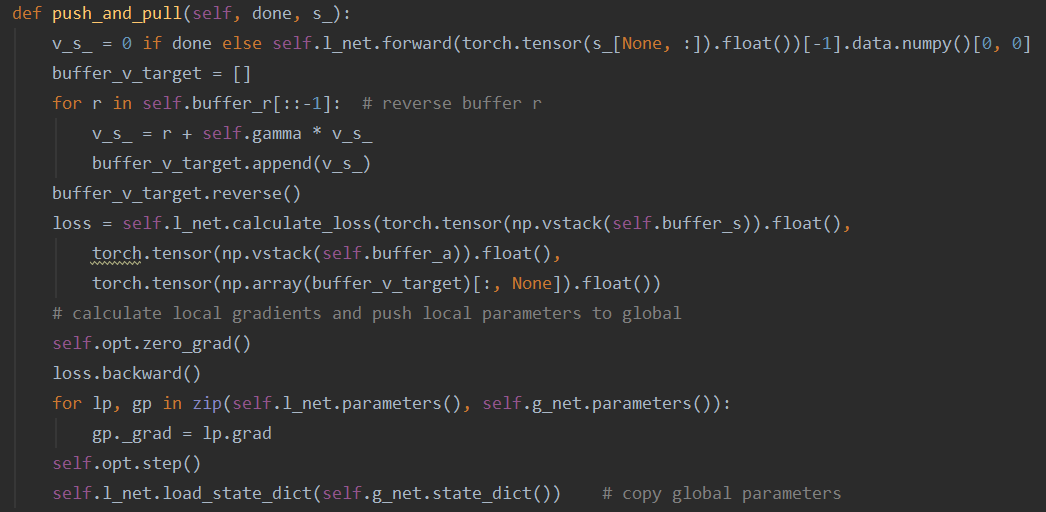 def push_and_pull(self, done, s_):
    v_s_ = 0 if done else self.l_net.forward(torch.tensor(s_[None, :]).float())[-1].data.numpy()[0, 0]
    buffer_v_target = []
    for r in self.buffer_r[::-1]:  # reverse buffer r
        v_s_ = r + self.gamma * v_s_
        buffer_v_target.append(v_s_)
    buffer_v_target.reverse()
    loss = self.l_net.calculate_loss(torch.tensor(np.vstack(self.buffer_s)).float(),
        torch.tensor(np.vstack(self.buffer_a)).float(),
        torch.tensor(np.array(buffer_v_target)[:, None]).float())
    # calculate local gradients and push local parameters to global
    self.opt.zero_grad()
    loss.backward()
    for lp, gp in zip(self.l_net.parameters(), self.g_net.parameters()):
        gp._grad = lp.grad
    self.opt.step()
    self.l_net.load_state_dict(self.g_net.state_dict())    # copy global parameters